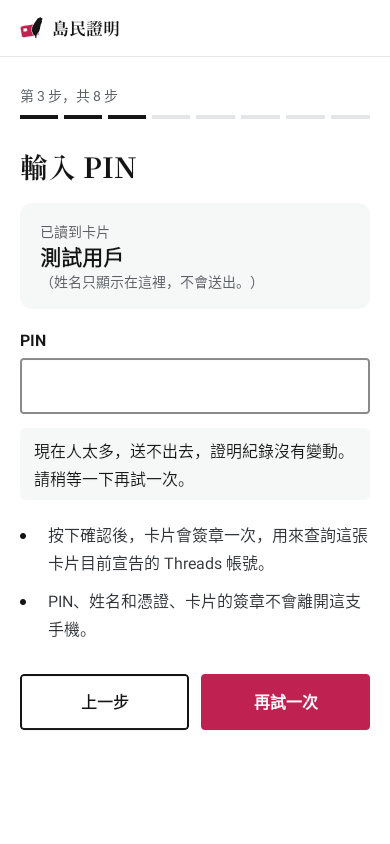 島民證明
第 3 步，共 8 步
輸入 PIN
已讀到卡片
測試用戶
（姓名只顯示在這裡，不會送出。）
PIN
現在人太多，送不出去，證明紀錄沒有變動。
請稍等一下再試一次。
按下確認後，卡片會簽章一次，用來查詢這張
卡片目前宣告的 Threads 帳號。
PIN、姓名和憑證、卡片的簽章不會離開這支
手機。
上一步
再試一次